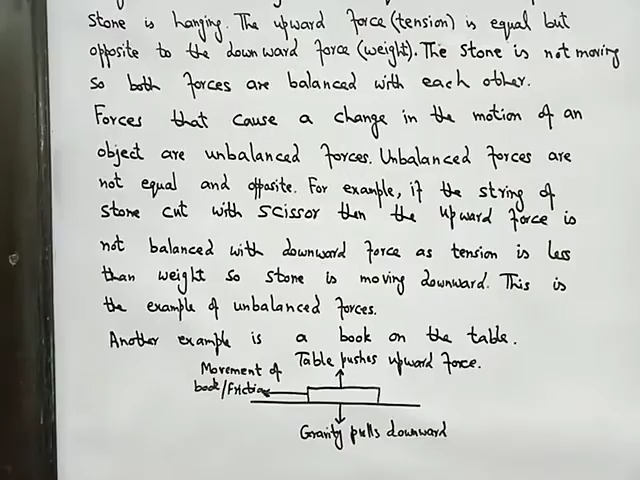 stone is hanging. The upward force (tension) is equal but
opposite to the downward force (weight). The stone is not moving
so both forces are balanced with each other.
Forces that cause a change in the motion of an
object are unbalanced forces. Unbalanced forces are
not equal and opposite. For example, if the string of
stone cut with scissor then the upward force is
not balanced with downward force as tension is less
than weight so stone is moving downward. This is
the example of unbalanced forces.
Another example is a book on the table.
Movement of
book/friction
Table pushes upward force.
Gravity pulls downward